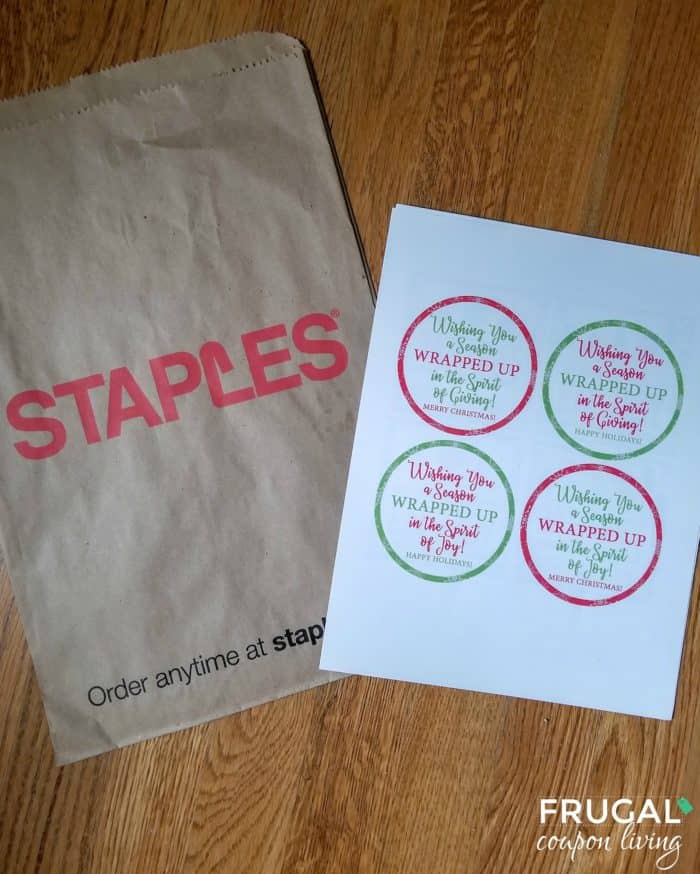 STAPLES®
Order anytime at stapl
Wishing You
a Season
WRAPPED UP
in the Spirit
of Giving!
MERRY CHRISTMAS!
Wishing You
a Season
WRAPPED UP
in the Spirit
of Giving!
HAPPY HOLIDAYS!
Wishing You
a Season
WRAPPED UP
in the Spirit
of Joy!
HAPPY HOLIDAYS!
Wishing You
a Season
WRAPPED UP
in the Spirit
of Joy!
MERRY CHRISTMAS!
FRUGAL
coupon living